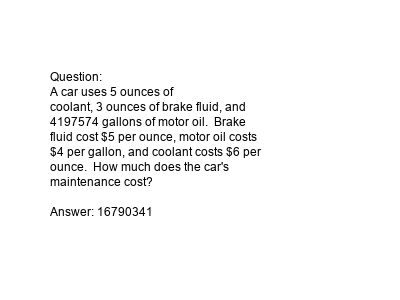 Question:
A car uses 5 ounces of
coolant, 3 ounces of brake fluid, and
4197574 gallons of motor oil.  Brake
fluid cost $5 per ounce, motor oil costs
$4 per gallon, and coolant costs $6 per
ounce.  How much does the car's
maintenance cost?

Answer: 16790341